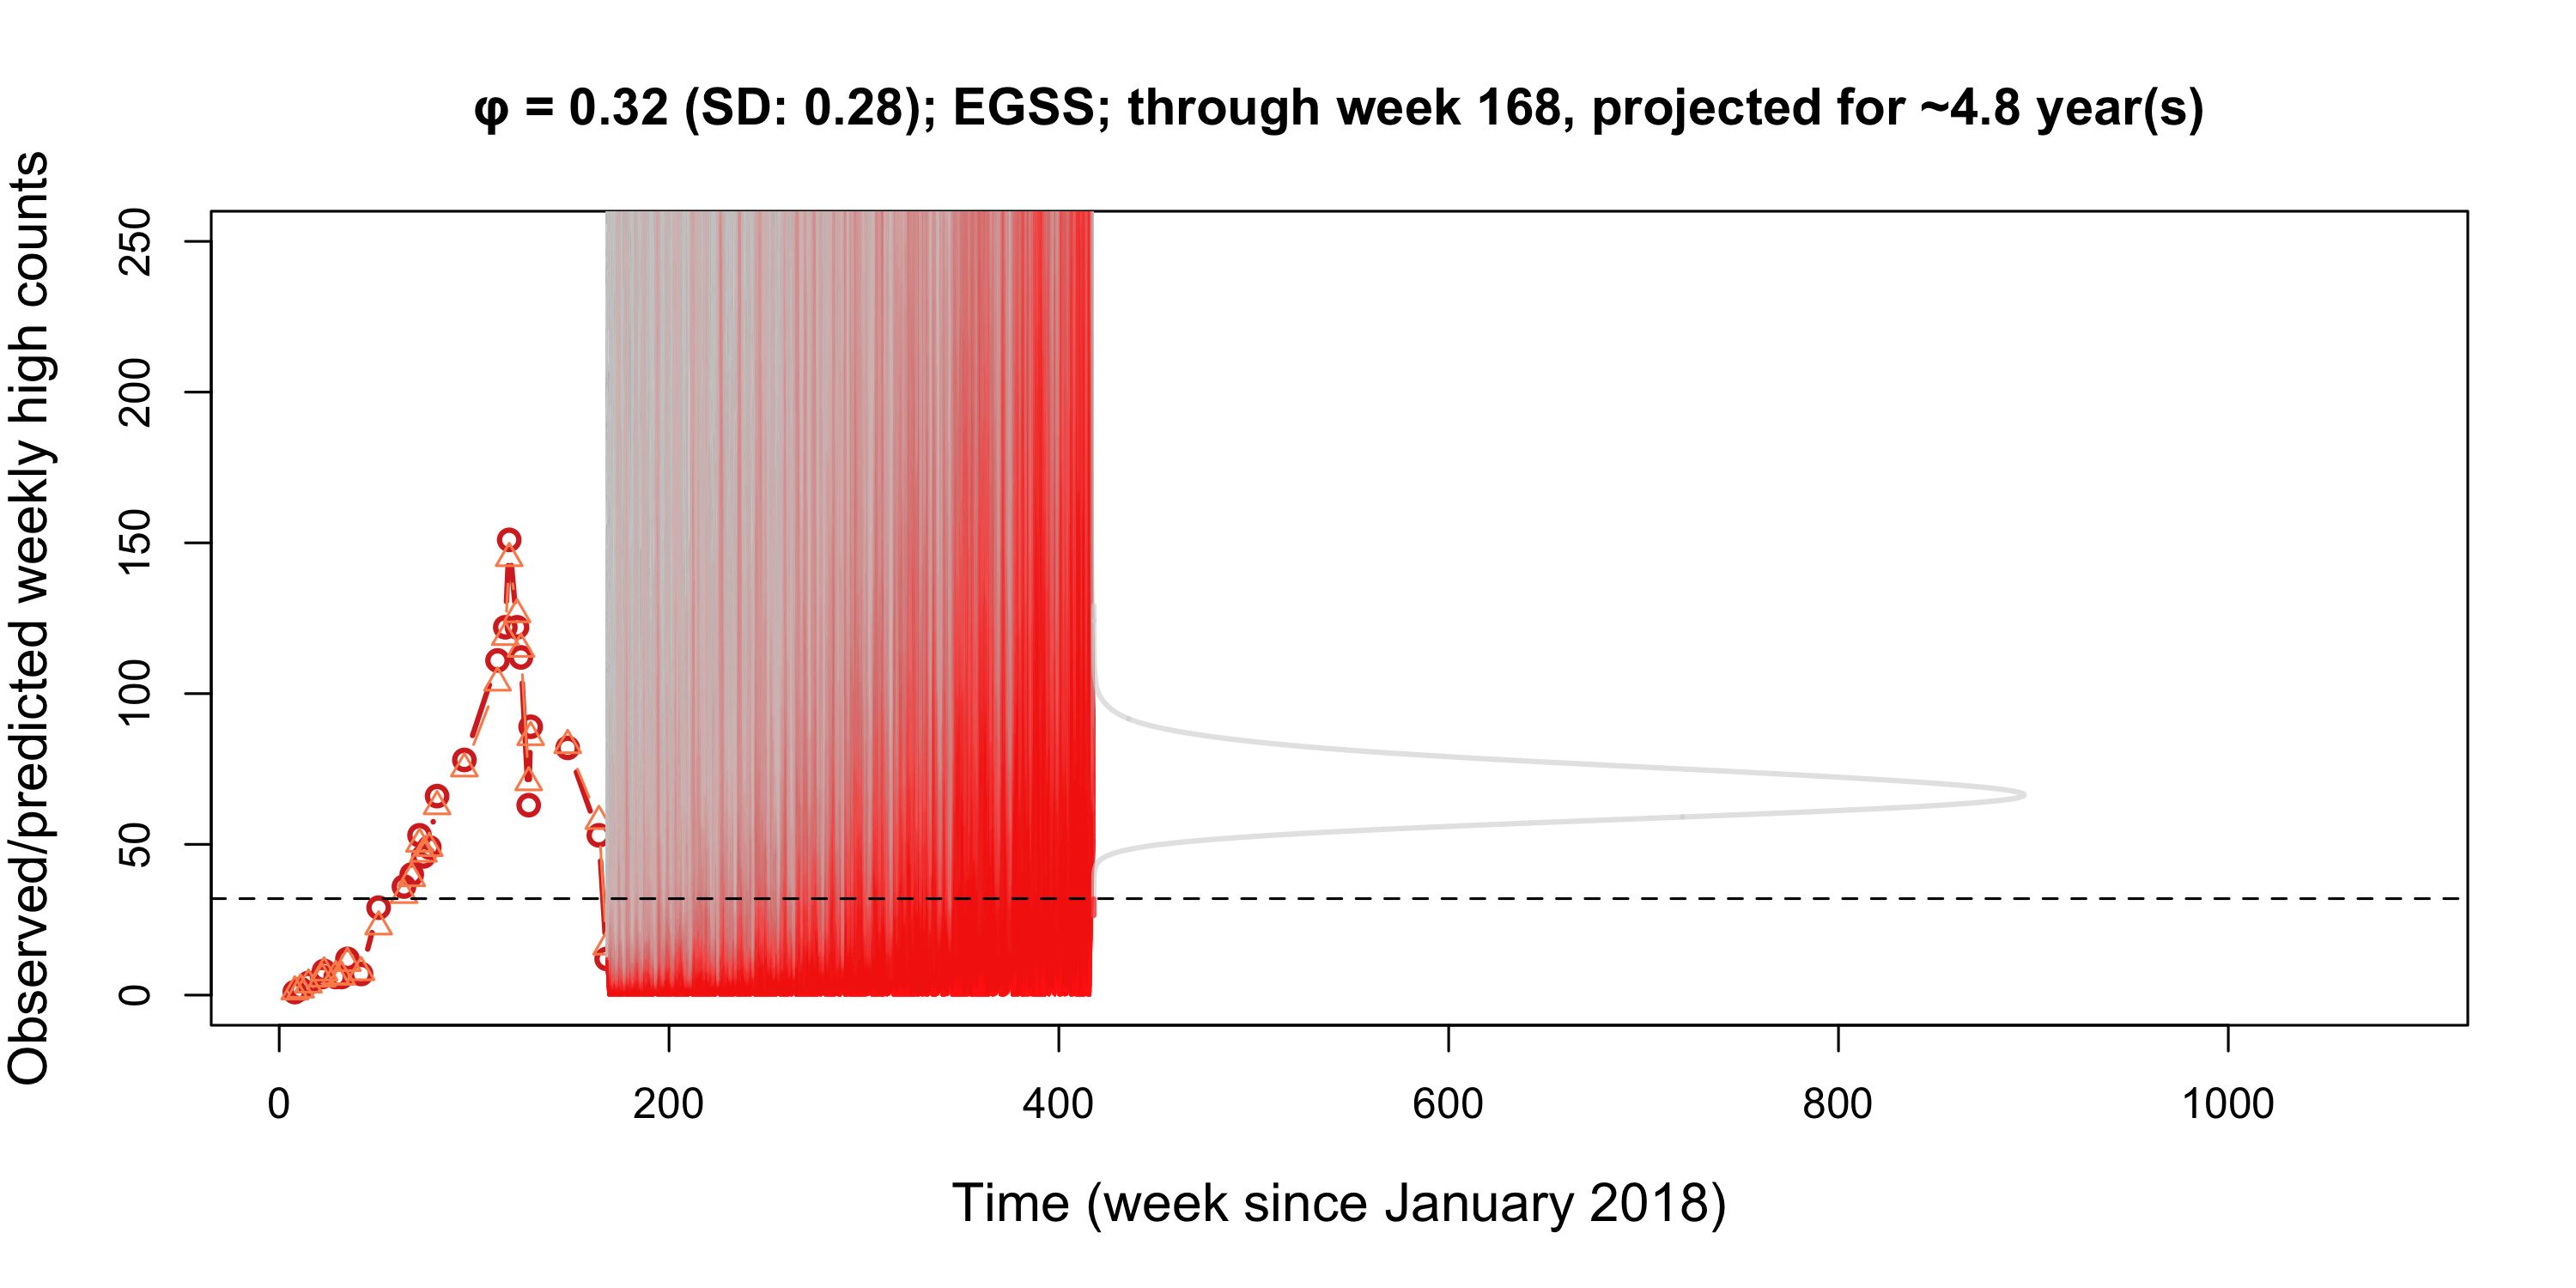 φ = 0.32 (SD: 0.28); EGSS; through week 168, projected for ~4.8 year(s)
Observed/predicted weekly high counts
250
200
150
100
50
0
0 200 400 600 800 1000
Time (week since January 2018)